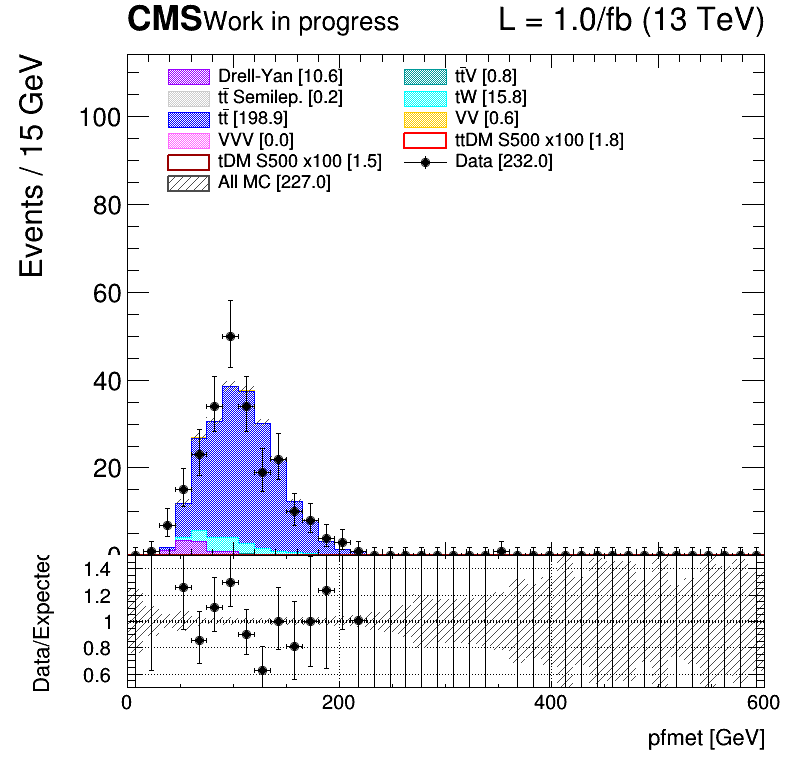 CMS Work in progress L = 1.0/fb (13 TeV)
Events / 15 GeV
Drell-Yan [10.6]
tt̄ Semilep. [0.2]
tt̄ [198.9]
VVV [0.0]
tDM S500 x100 [1.5]
All MC [227.0]
tt̄V [0.8]
tW [15.8]
VV [0.6]
ttDM S500 x100 [1.8]
Data [232.0]
100
80
60
40
20
0
Data/Expected
1.4
1.2
1
0.8
0.6
0 200 400 600
pfmet [GeV]